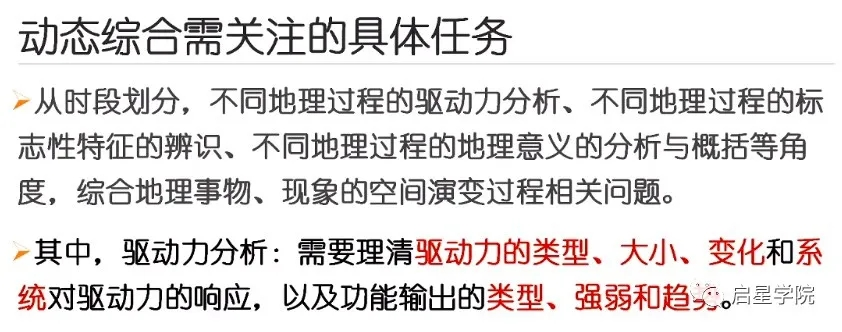 动态综合需关注的具体任务
从时段划分，不同地理过程的驱动力分析、不同地理过程的标
志性特征的辨识、不同地理过程的地理意义的分析与概括等角
度，综合地理事物、现象的空间演变过程相关问题。
其中，驱动力分析：需要理清驱动力的类型、大小、变化和系
统对驱动力的响应，以及功能输出的类型、强弱和趋势。
启星学院